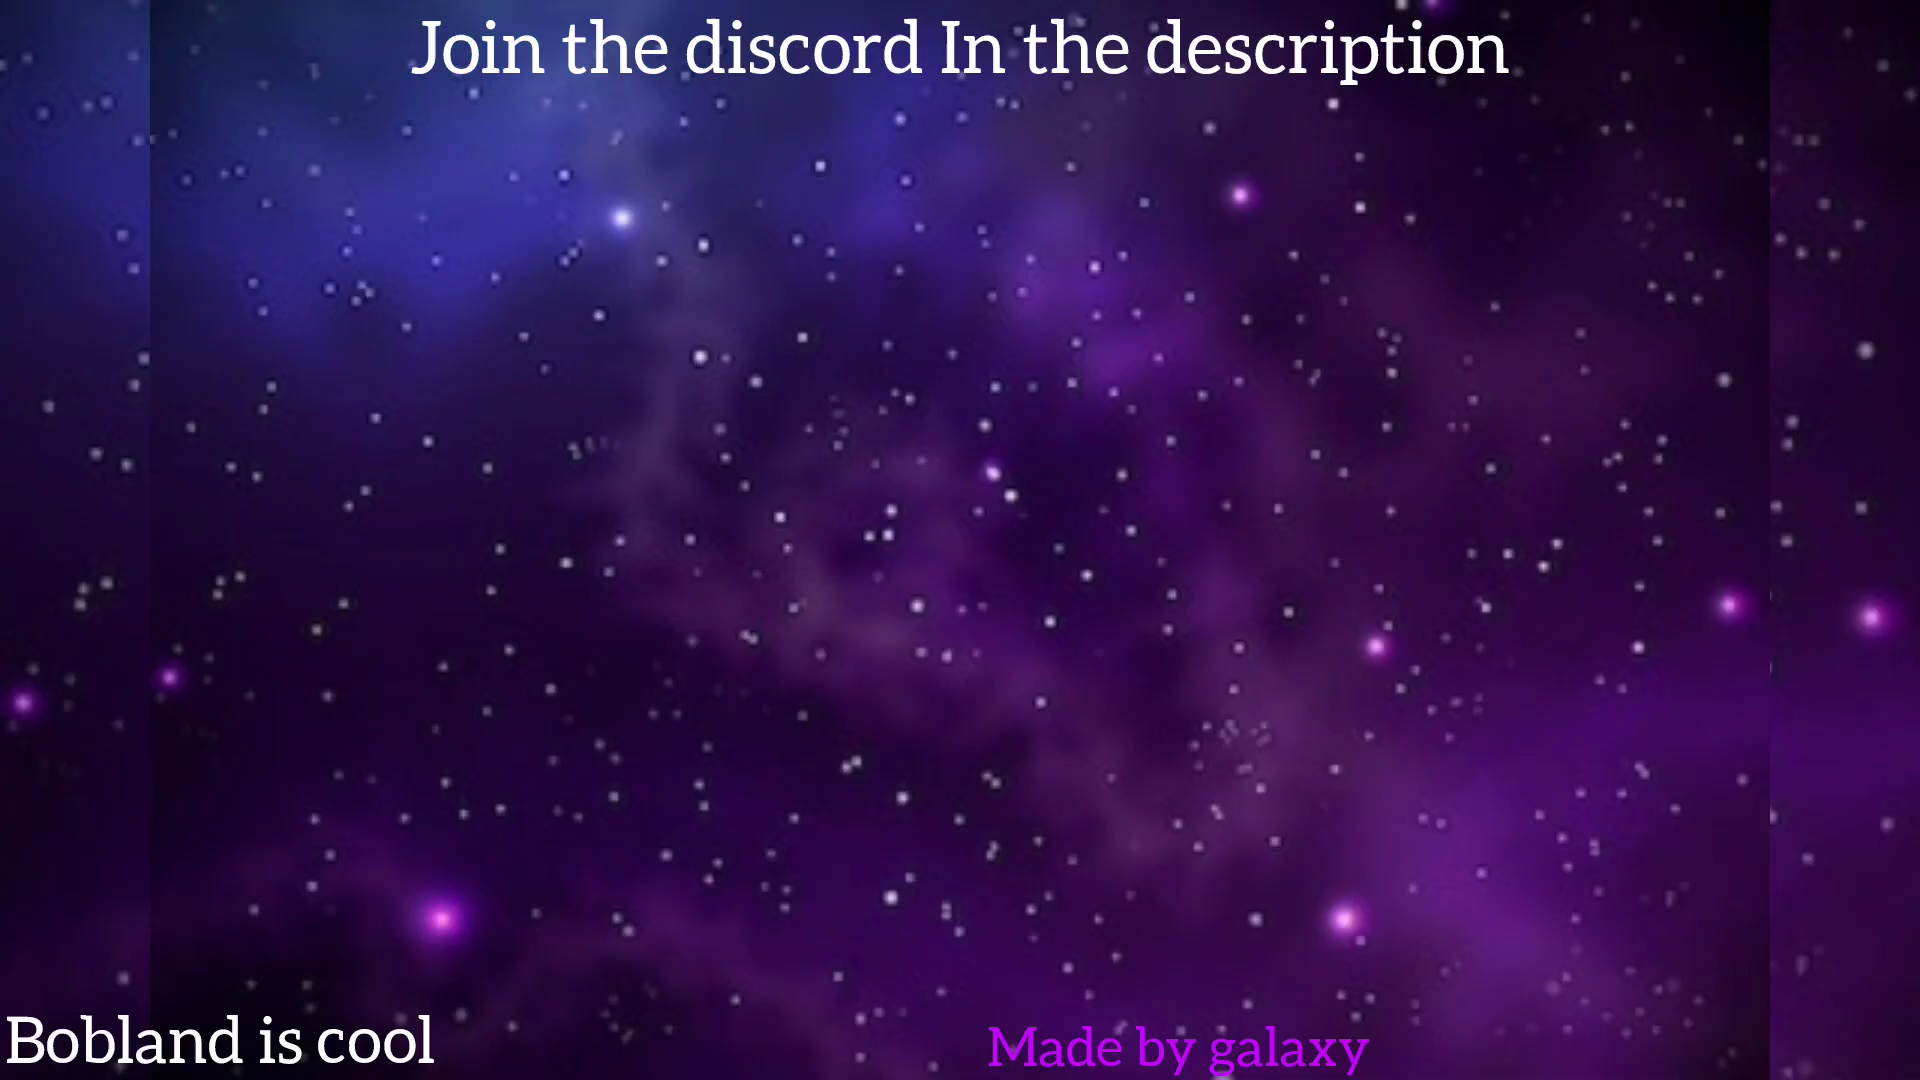 Join the discord In the description
Bobland is cool
Made by galaxy